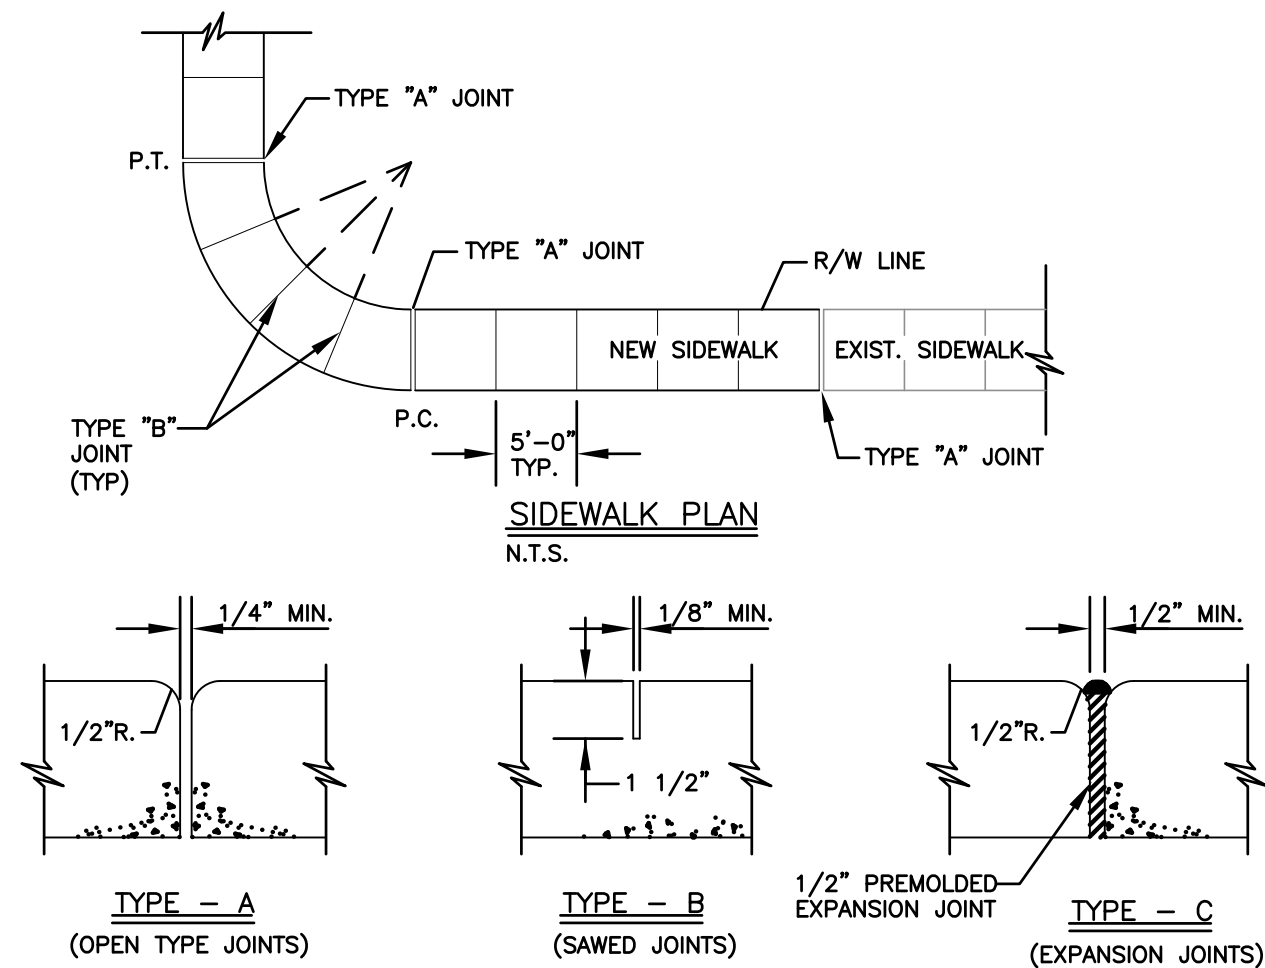 TYPE "A" JOINT
P.T.
TYPE "A" JOINT
R/W LINE
NEW SIDEWALK
EXIST. SIDEWALK
P.C.
TYPE "B"
JOINT
(TYP)
5'-0"
TYP.
TYPE "A" JOINT
SIDEWALK PLAN
N.T.S.
1/4" MIN.
1/2"R.
TYPE - A
(OPEN TYPE JOINTS)
1/8" MIN.
1 1/2"
TYPE - B
(SAWED JOINTS)
1/2" MIN.
1/2"R.
1/2" PREMOLDED
EXPANSION JOINT
TYPE - C
(EXPANSION JOINTS)